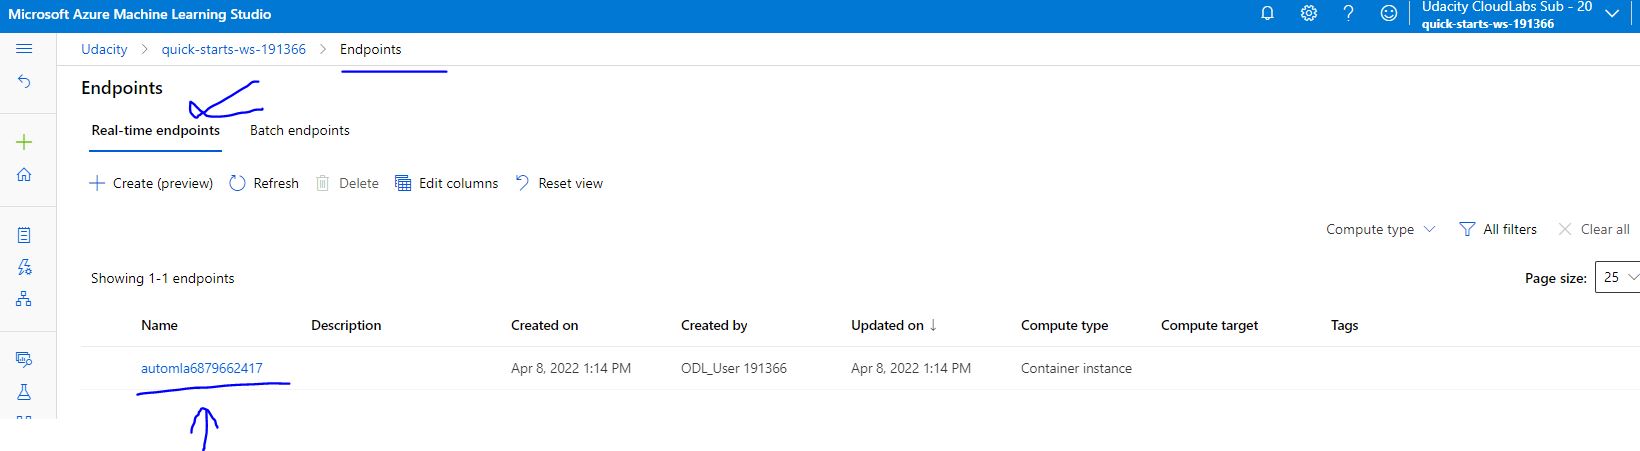 Microsoft Azure Machine Learning Studio
Udacity CloudLabs Sub - 20
quick-starts-ws-191366
Udacity > quick-starts-ws-191366 > Endpoints
Endpoints
Real-time endpoints Batch endpoints
Create (preview) Refresh Delete Edit columns Reset view
Compute type All filters Clear all
Showing 1-1 endpoints Page size: 25
Name Description Created on Created by Updated on ↓ Compute type Compute target Tags
automla6879662417 Apr 8, 2022 1:14 PM ODL_User 191366 Apr 8, 2022 1:14 PM Container instance